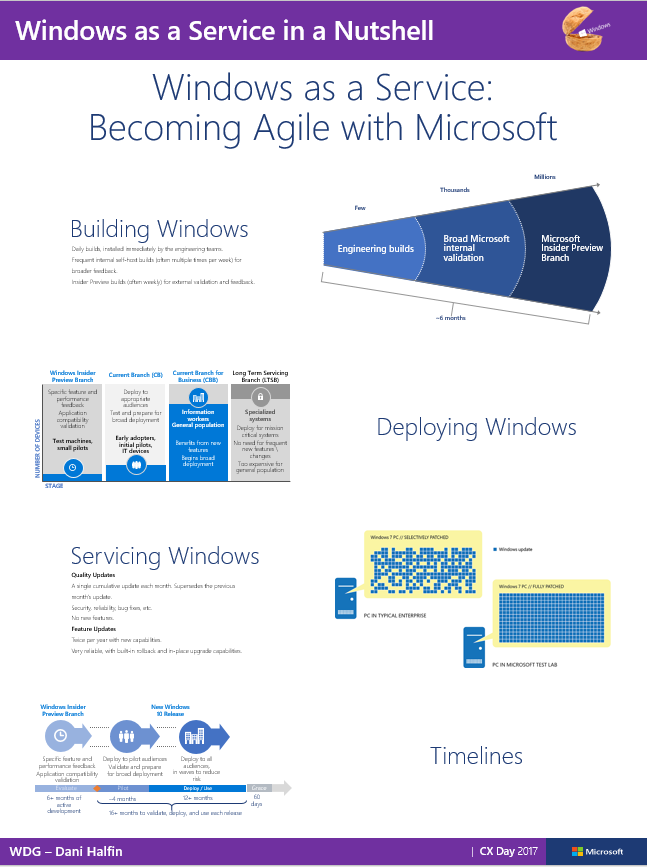 Windows as a Service in a Nutshell
Windows
Windows as a Service:
Becoming Agile with Microsoft
Building Windows
Daily builds, installed immediately by the engineering teams.
Frequent internal self-host builds (often multiple times per week) for
broader feedback.
Insider Preview builds (often weekly) for external validation and feedback.
Few
Thousands
Millions
Engineering builds
Broad Microsoft
internal
validation
Microsoft
Insider Preview
Branch
~6 months
NUMBER OF DEVICES
Windows Insider
Preview Branch
Specific feature and
performance
feedback
Application
compatibility
validation
Test machines,
small pilots
Current Branch (CB)
Deploy to
appropriate
audiences
Test and prepare for
broad deployment
Early adopters,
initial pilots,
IT devices
Current Branch for
Business (CBB)
Information
workers
General population
Benefits from new
features
Begins broad
deployment
Long Term Servicing
Branch (LTSB)
Specialized
systems
Deploy for mission
critical systems
No need for frequent
new features \
changes
Too expensive for
general population
STAGE
Deploying Windows
Servicing Windows
Quality Updates
A single cumulative update each month. Supersedes the previous
month's update.
Security, reliability, bug fixes, etc.
No new features.
Feature Updates
Twice per year with new capabilities.
Very reliable, with built-in rollback and in-place upgrade capabilities.
Windows 7 PC // SELECTIVELY PATCHED
Windows update
PC IN TYPICAL ENTERPRISE
Windows 7 PC // FULLY PATCHED
PC IN MICROSOFT TEST LAB
Windows Insider
Preview Branch
New Windows
10 Release
Specific feature and
performance feedback
Application compatibility
validation
Deploy to pilot audiences
Validate and prepare
for broad deployment
Deploy to all
audiences,
in waves to reduce
risk
Evaluate
Pilot
Deploy / Use
Grace
6+ months of
active
development
~4 months
12+ months
60
days
16+ months to validate, deploy, and use each release
Timelines
WDG – Dani Halfin
| CX Day 2017
Microsoft